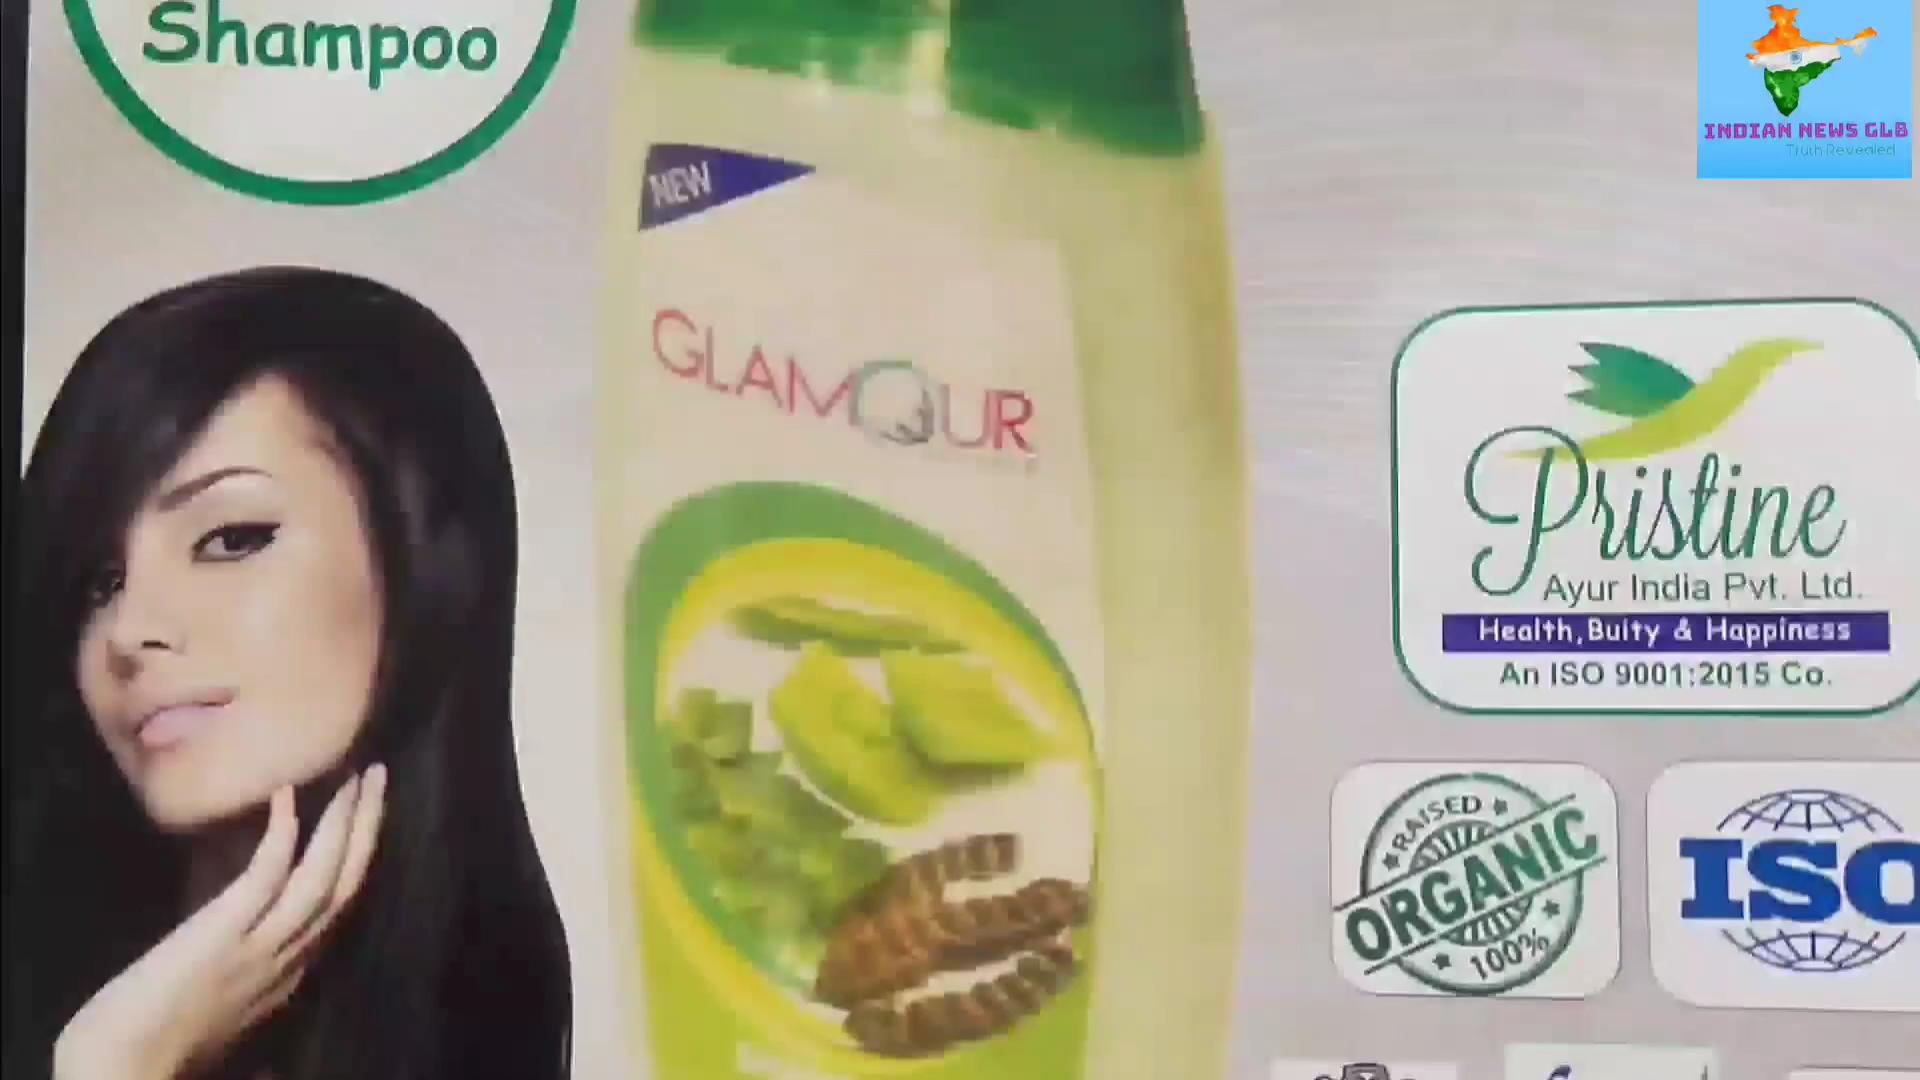 Shampoo
INDIAN NEWS GLB
Truth Revealed
NEW
GLAMOUR
Pristine
Ayur India Pvt. Ltd.
Health,Buity & Happiness
An ISO 9001:2015 Co.
RAISED
ORGANIC
100%
ISO